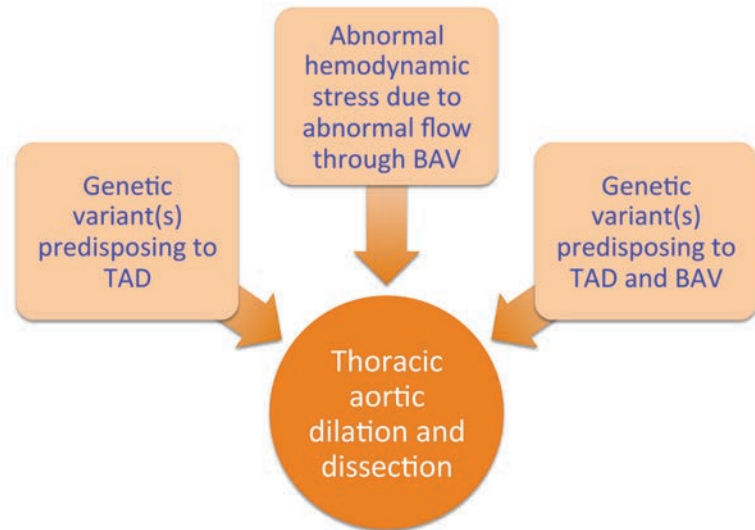 Abnormal
hemodynamic
stress due to
abnormal flow
through BAV
Genetic
variant(s)
predisposing to
TAD
Genetic
variant(s)
predisposing to
TAD and BAV
Thoracic
aortic
dilation and
dissection